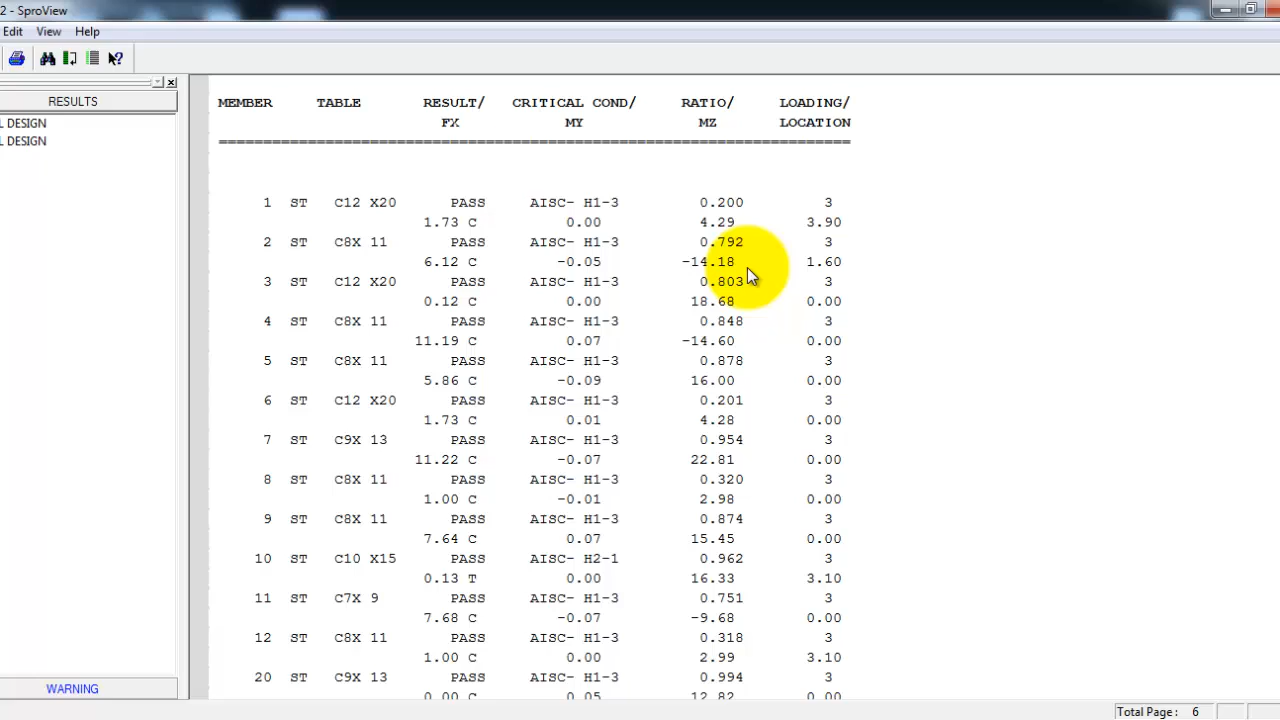 2 - SproView
Edit View Help
RESULTS
L DESIGN
L DESIGN
WARNING
MEMBER TABLE RESULT/ CRITICAL COND/ RATIO/ LOADING/
FX MY MZ LOCATION
=======================================================================
1 ST C12 X20 PASS AISC- H1-3 0.200 3
1.73 C 0.00 4.29 3.90
2 ST C8X 11 PASS AISC- H1-3 0.792 3
6.12 C -0.05 -14.18 1.60
3 ST C12 X20 PASS AISC- H1-3 0.803 3
0.12 C 0.00 18.68 0.00
4 ST C8X 11 PASS AISC- H1-3 0.848 3
11.19 C 0.07 -14.60 0.00
5 ST C8X 11 PASS AISC- H1-3 0.878 3
5.86 C -0.09 16.00 0.00
6 ST C12 X20 PASS AISC- H1-3 0.201 3
1.73 C 0.01 4.28 0.00
7 ST C9X 13 PASS AISC- H1-3 0.954 3
11.22 C -0.07 22.81 0.00
8 ST C8X 11 PASS AISC- H1-3 0.320 3
1.00 C -0.01 2.98 0.00
9 ST C8X 11 PASS AISC- H1-3 0.874 3
7.64 C 0.07 15.45 0.00
10 ST C10 X15 PASS AISC- H2-1 0.962 3
0.13 T 0.00 16.33 3.10
11 ST C7X 9 PASS AISC- H1-3 0.751 3
7.68 C -0.07 -9.68 0.00
12 ST C8X 11 PASS AISC- H1-3 0.318 3
1.00 C 0.00 2.99 3.10
20 ST C9X 13 PASS AISC- H1-3 0.994 3
0.00 C 0.05 12.82 0.00
Total Page : 6